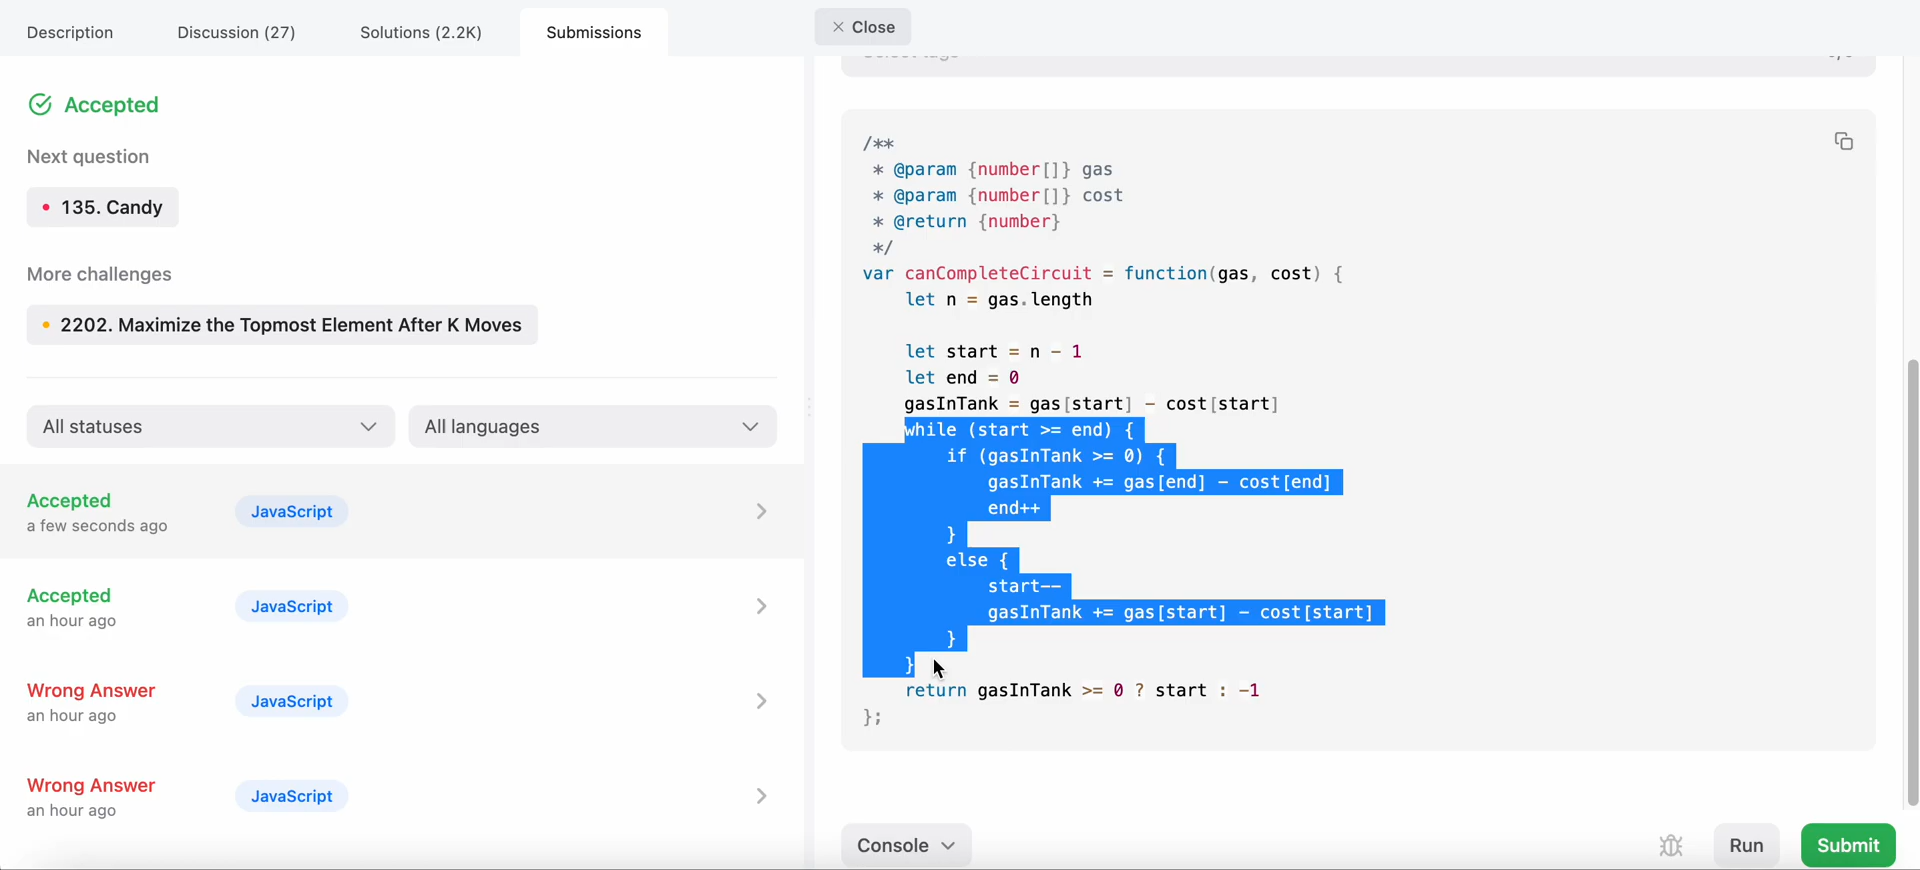 Description
Discussion (27)
Solutions (2.2K)
Submissions
Accepted
Next question
135. Candy
More challenges
2202. Maximize the Topmost Element After K Moves
All statuses
All languages
Accepted
a few seconds ago
JavaScript
Accepted
an hour ago
JavaScript
Wrong Answer
an hour ago
JavaScript
Wrong Answer
an hour ago
JavaScript
Close
/**
 * @param {number[]} gas
 * @param {number[]} cost
 * @return {number}
 */
var canCompleteCircuit = function(gas, cost) {
    let n = gas.length
    let start = n - 1
    let end = 0
    gasInTank = gas[start] - cost[start]
    while (start >= end) {
        if (gasInTank >= 0) {
            gasInTank += gas[end] - cost[end]
            end++
        }
        else {
            start--
            gasInTank += gas[start] - cost[start]
        }
    }
    return gasInTank >= 0 ? start : -1
};
Console
Run
Submit